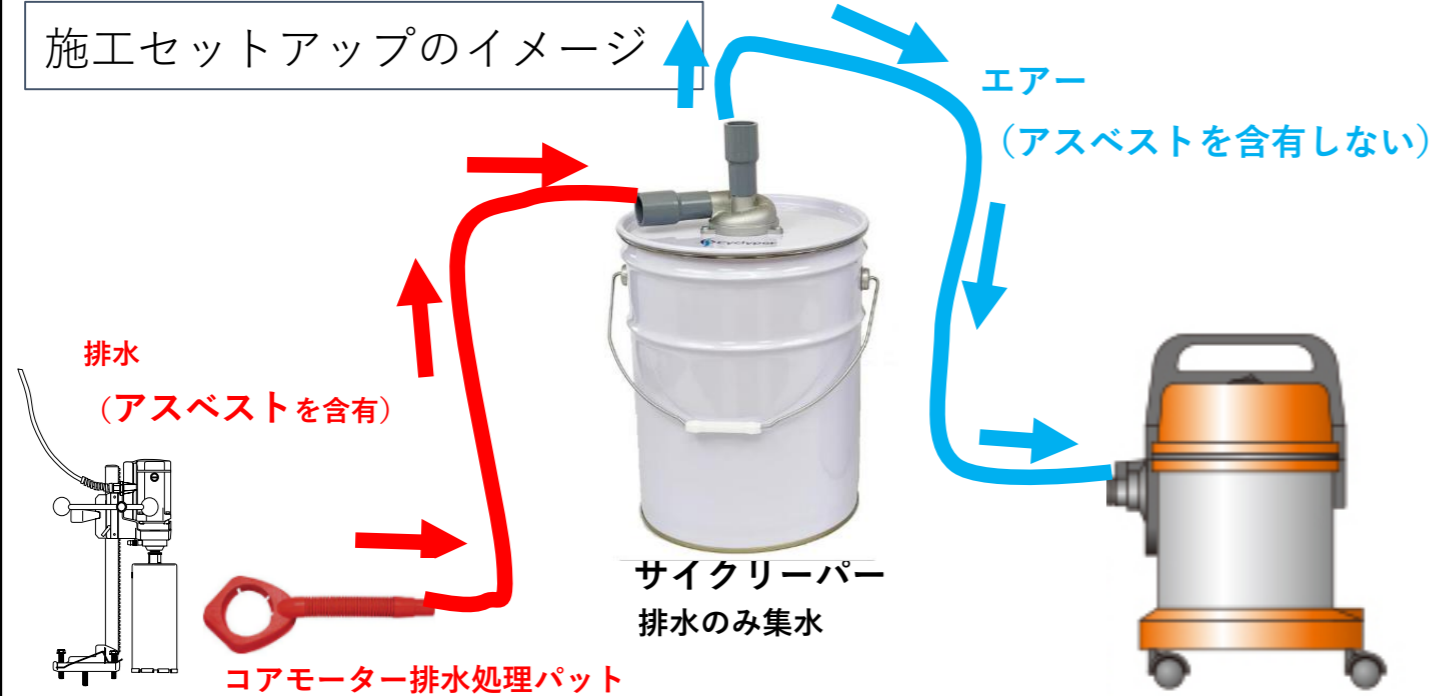 施工セットアップのイメージ
エアー
（アスベストを含有しない）
排水
（アスベストを含有）
サイクリーパー
排水のみ集水
コアモーター排水処理パット